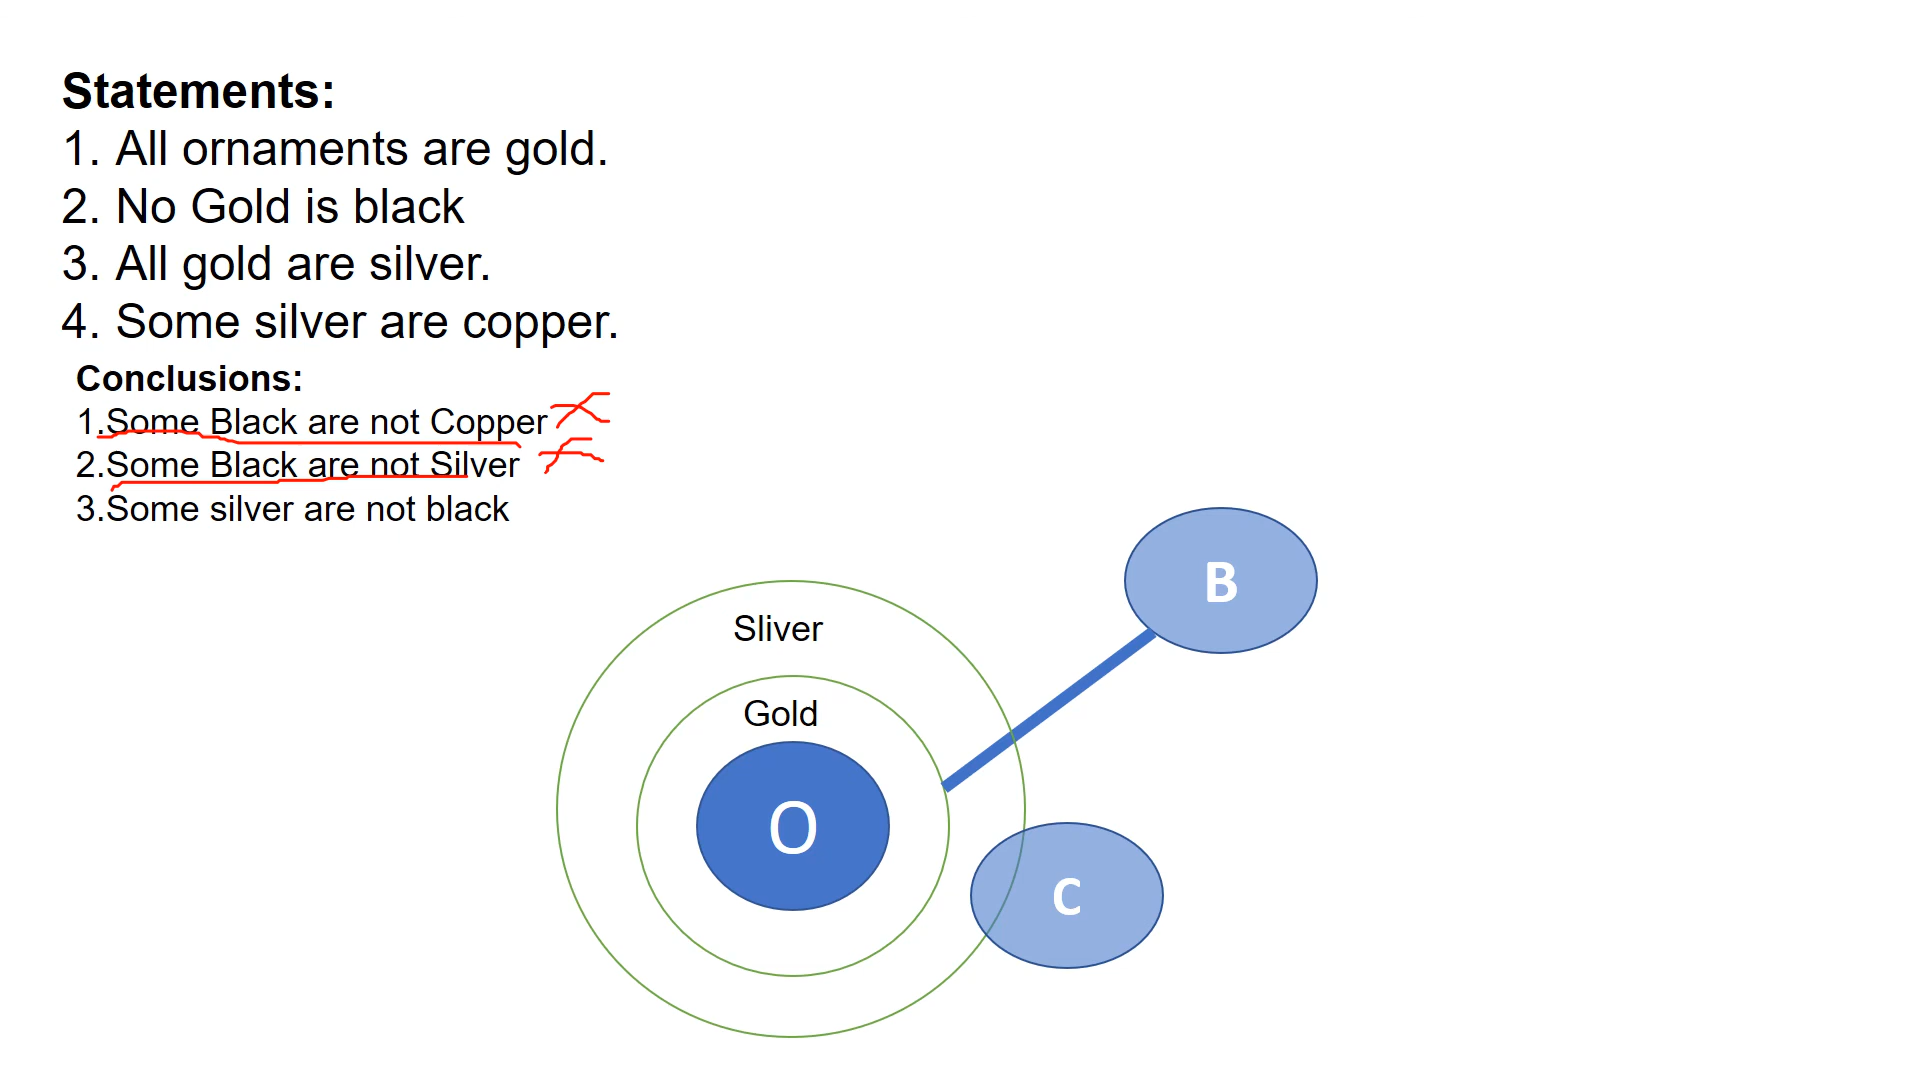 Statements:
1. All ornaments are gold.
2. No Gold is black
3. All gold are silver.
4. Some silver are copper.
Conclusions:
1.Some Black are not Copper
2.Some Black are not Silver
3.Some silver are not black
B
Sliver
Gold
O
C